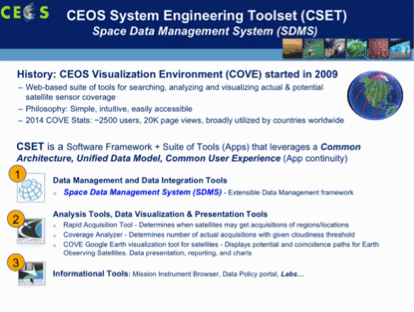 CEOS
CEOS System Engineering Toolset (CSET)
Space Data Management System (SDMS)
History: CEOS Visualization Environment (COVE) started in 2009
– Web-based suite of tools for searching, analyzing and visualizing actual & potential
satellite sensor coverage
– Philosophy: Simple, intuitive, easily accessible
– 2014 COVE Stats: ~2500 users, 20K page views, broadly utilized by countries worldwide
CSET is a Software Framework + Suite of Tools (Apps) that leverages a Common
Architecture, Unified Data Model, Common User Experience (App continuity)
1
Data Management and Data Integration Tools
Space Data Management System (SDMS) - Extensible Data Management framework
2
Analysis Tools, Data Visualization & Presentation Tools
Rapid Acquisition Tool - Determines when satellites may get acquisitions of regions/locations
Coverage Analyzer - Determines number of actual acquisitions with given cloudiness threshold
COVE Google Earth visualization tool for satellites - Displays potential and coincidence paths for Earth
Observing Satellites. Data presentation, reporting, and charts
3
Informational Tools: Mission Instrument Browser, Data Policy portal, Labs...